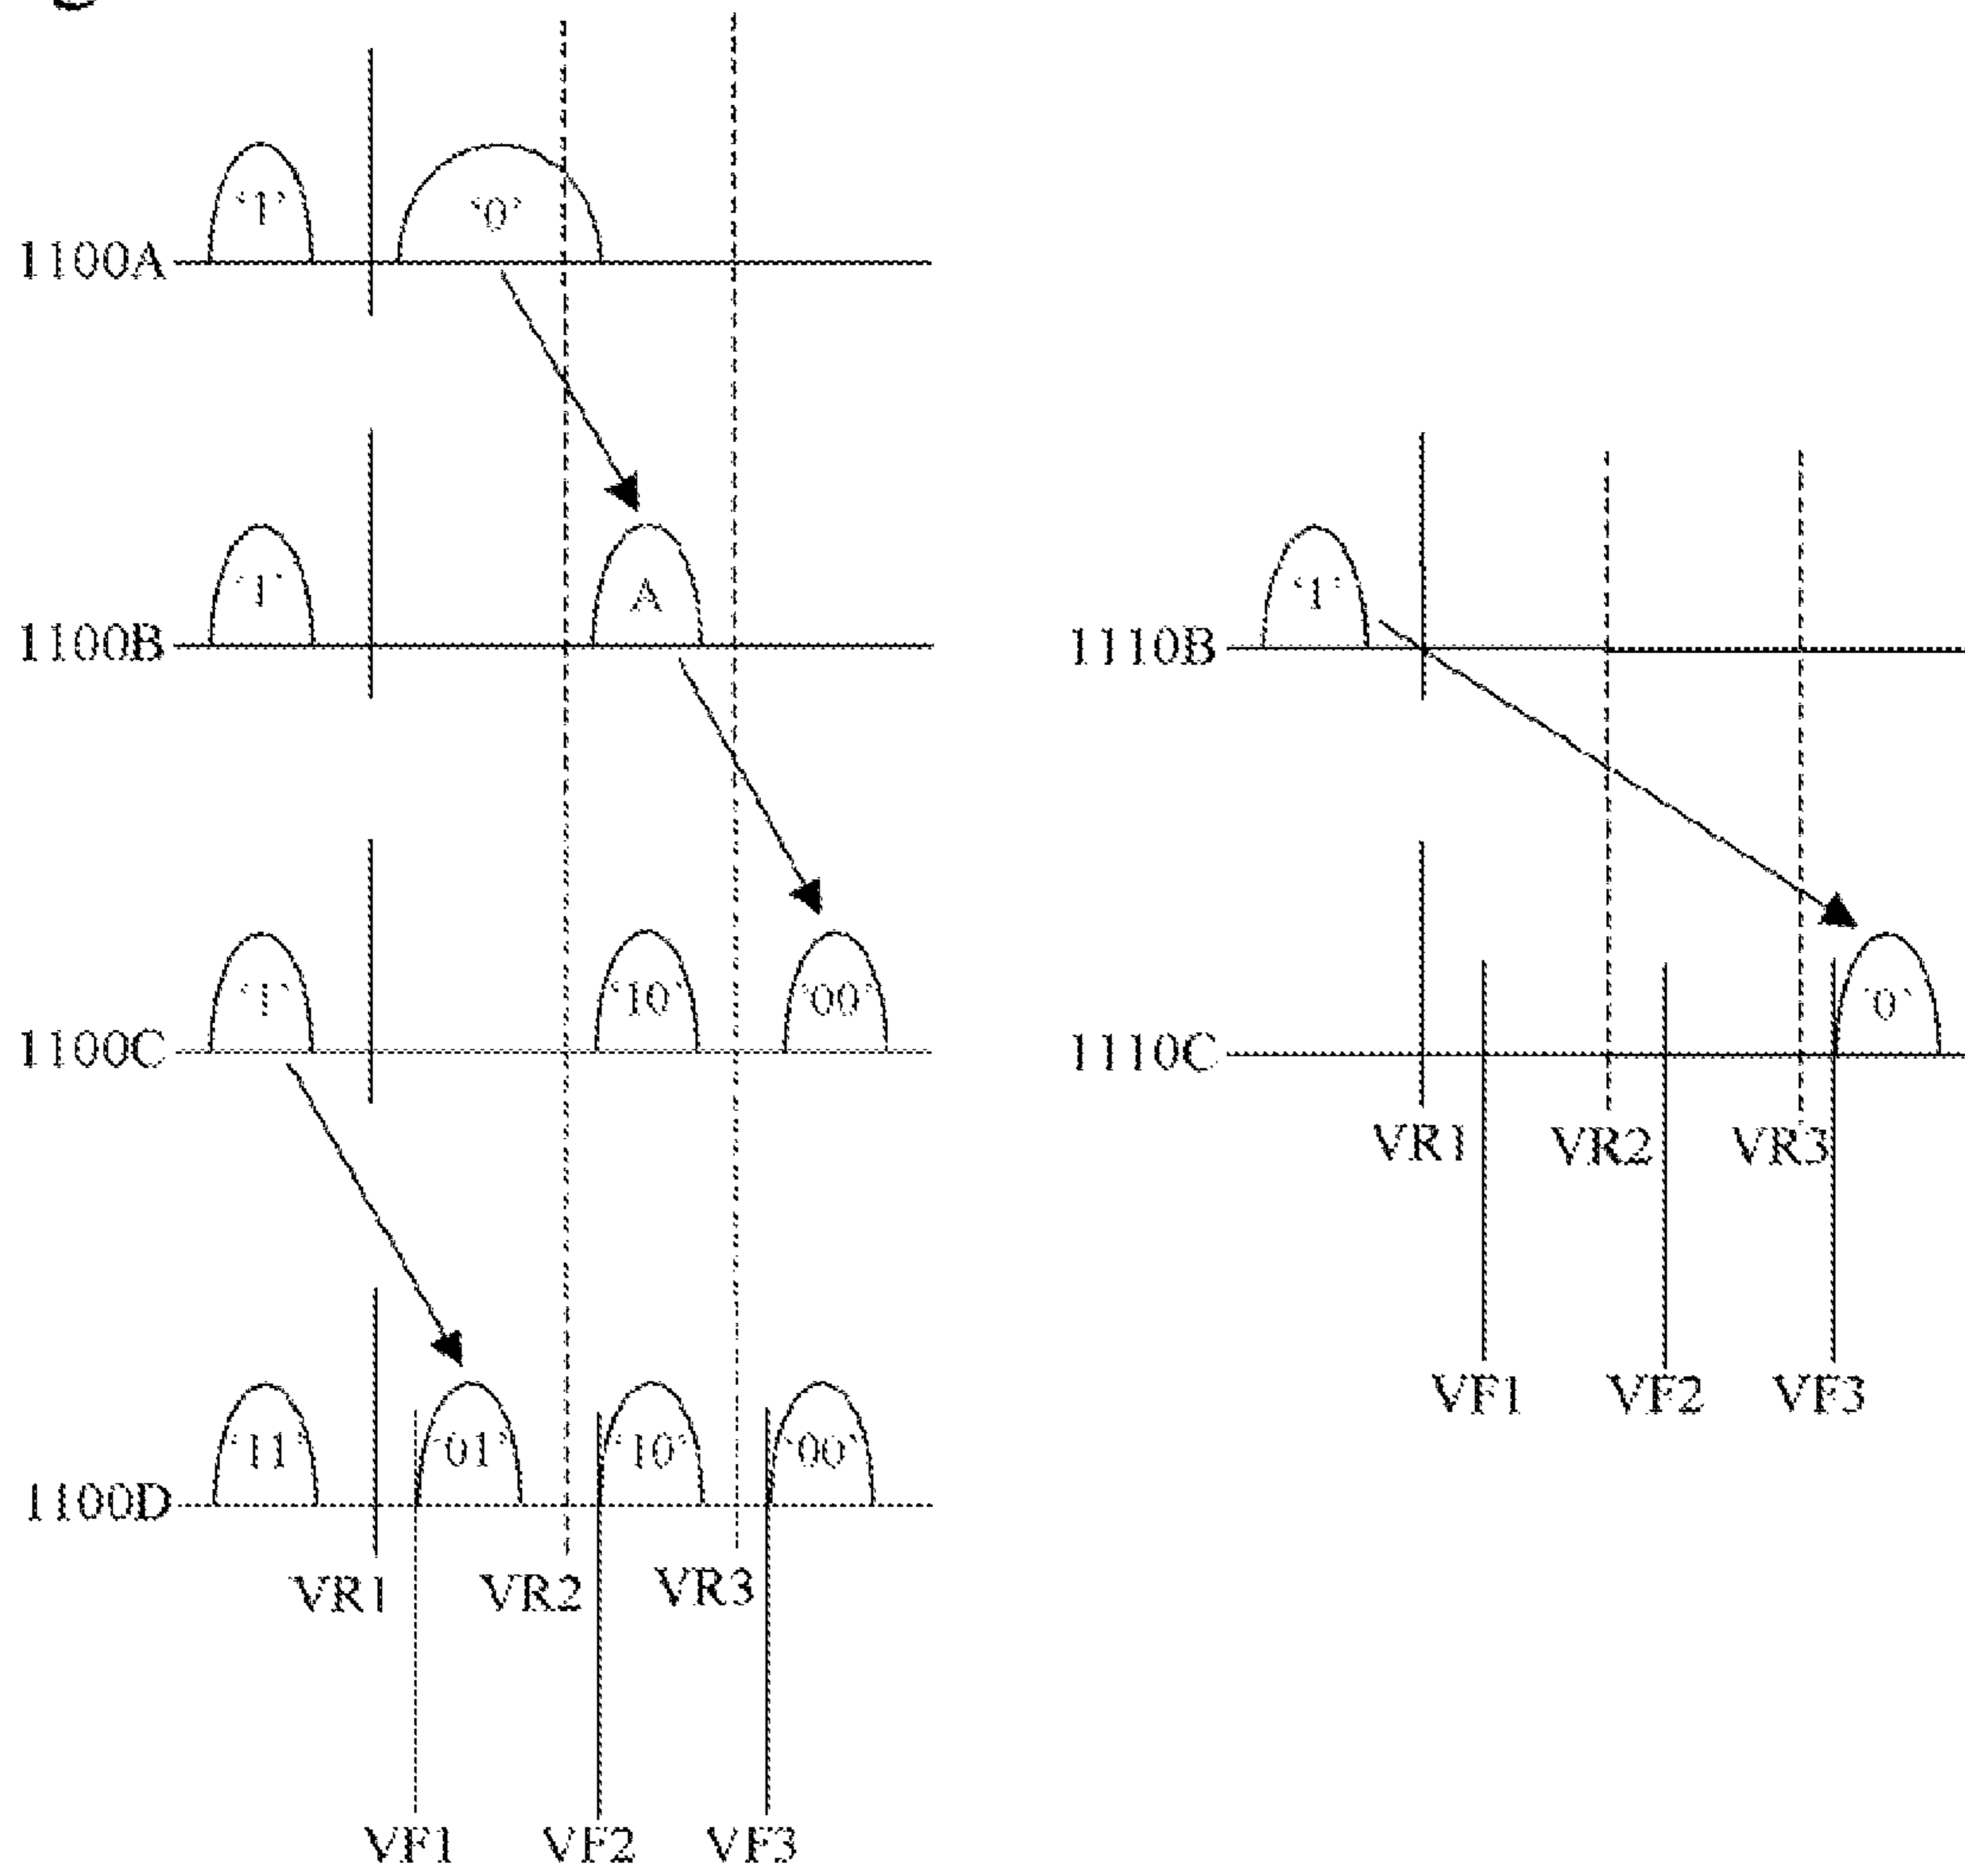 ‘1’ ‘0’
1100A
‘1’ A
1100B
‘1’
1110B
‘1’ ‘10’ ‘00’
1100C
‘0’
1110C
VR1 VR2 VR3
VF1 VF2 VF3
‘11’ ‘01’ ‘10’ ‘00’
1100D
VR1 VR2 VR3
VF1 VF2 VF3